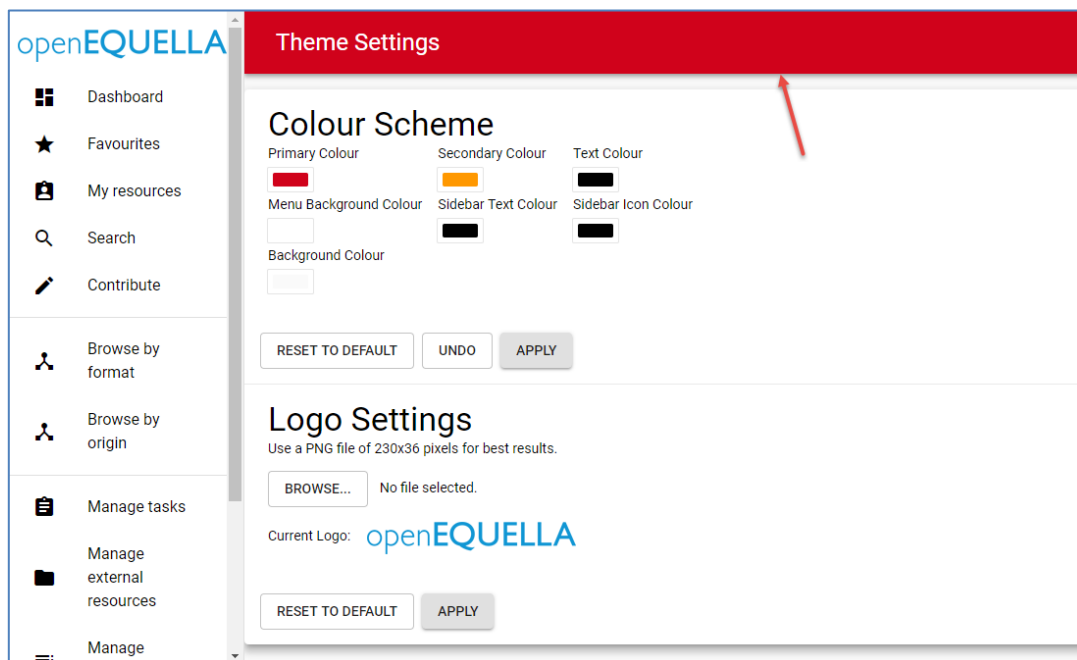 openEQUELLA
Dashboard
Favourites
My resources
Search
Contribute
Browse by
format
Browse by
origin
Manage tasks
Manage
external
resources
Manage
Theme Settings
Colour Scheme
Primary Colour Secondary Colour Text Colour
Menu Background Colour Sidebar Text Colour Sidebar Icon Colour
Background Colour
RESET TO DEFAULT UNDO APPLY
Logo Settings
Use a PNG file of 230x36 pixels for best results.
BROWSE... No file selected.
Current Logo: openEQUELLA
RESET TO DEFAULT APPLY